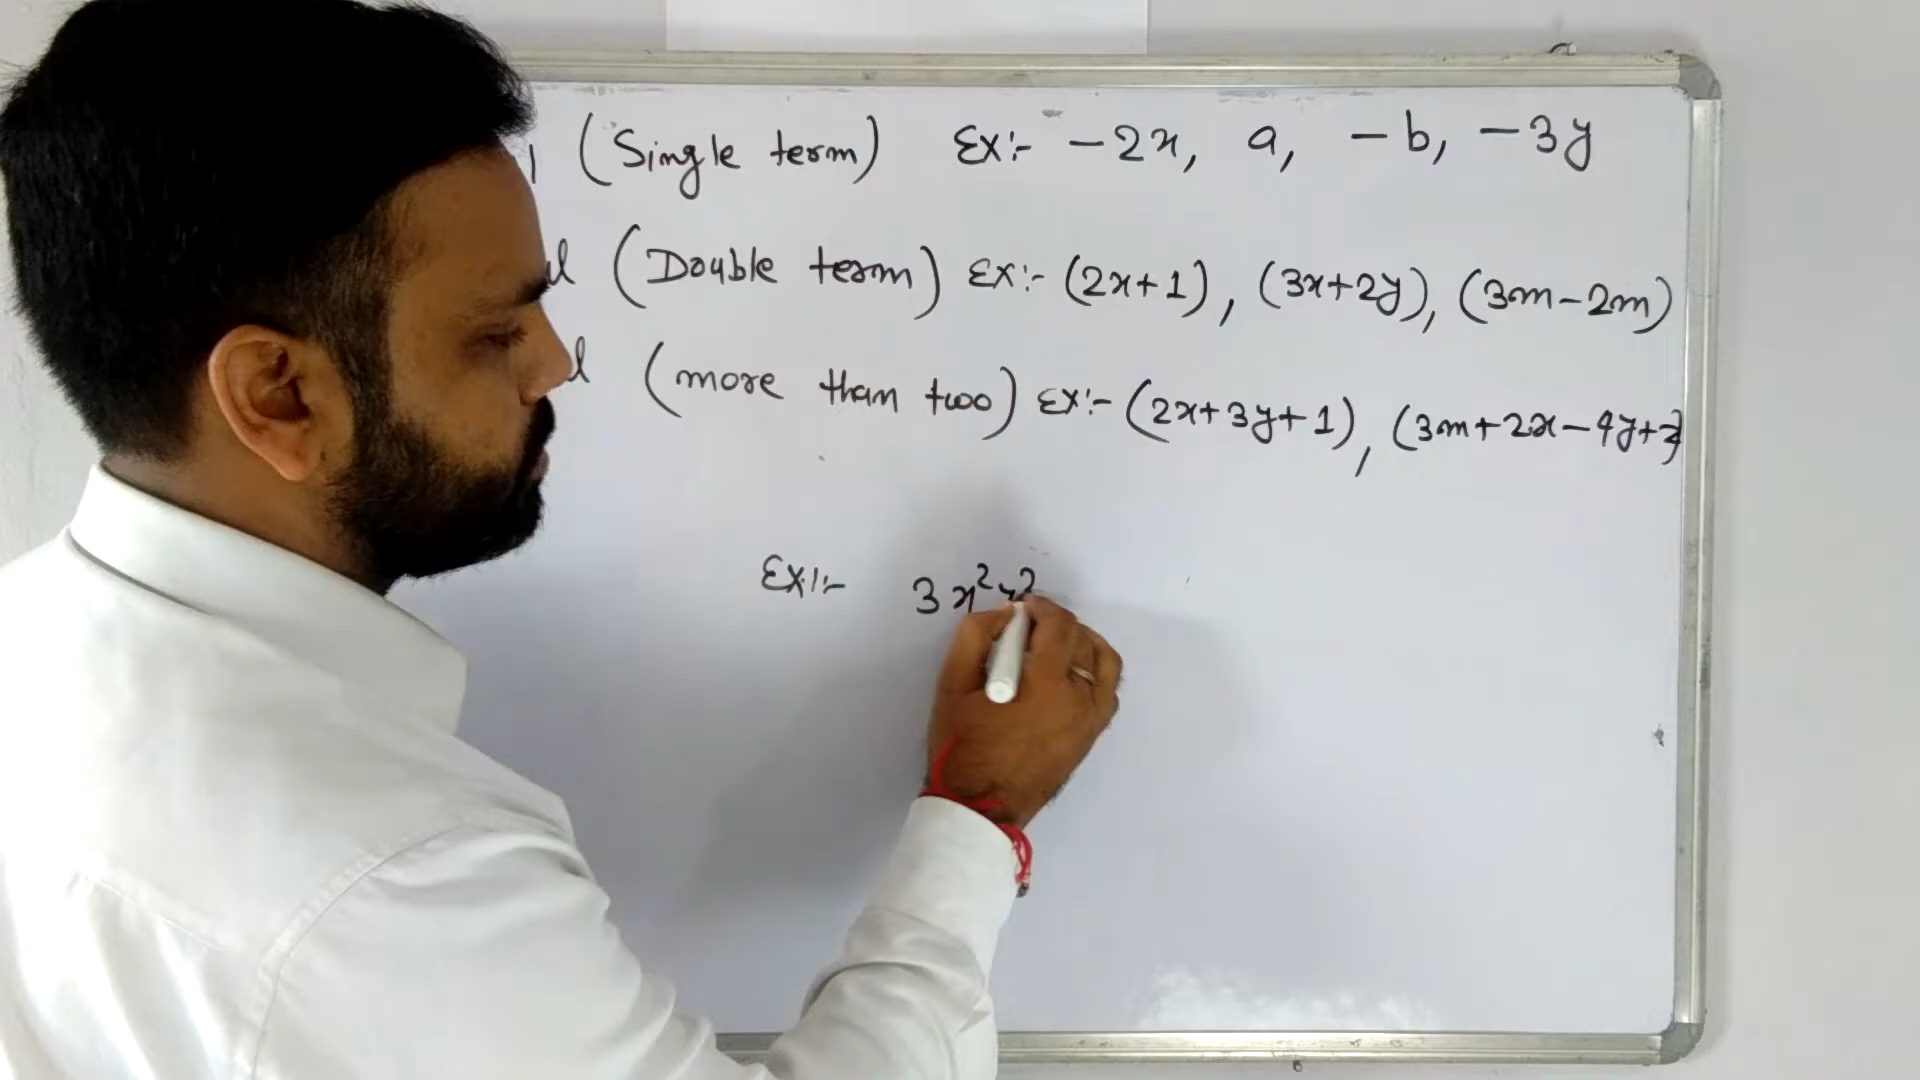 (Single term) Ex:- -2x, a, -b, -3y
(Double term) Ex:- (2x+1), (3x+2y), (3m-2m)
(more than two) Ex:- (2x+3y+1), (3m+2x-4y+3)
Ex:- 3x²y²